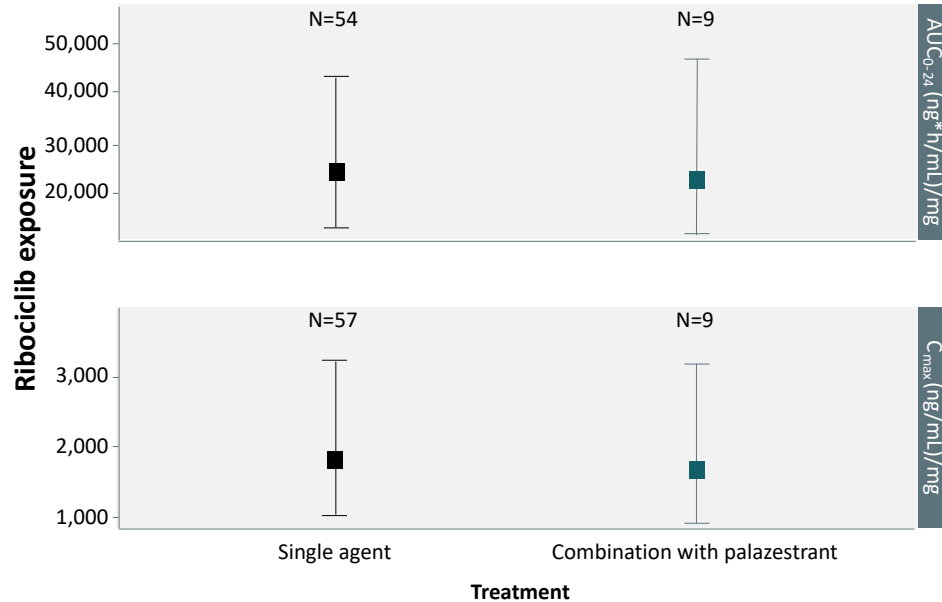 N=54
N=9
50,000
40,000
30,000
20,000
AUC0-24 (ng*h/mL)/mg
Ribociclib exposure
N=57
N=9
3,000
2,000
1,000
Cmax (ng/mL)/mg
Single agent
Combination with palazestrant
Treatment